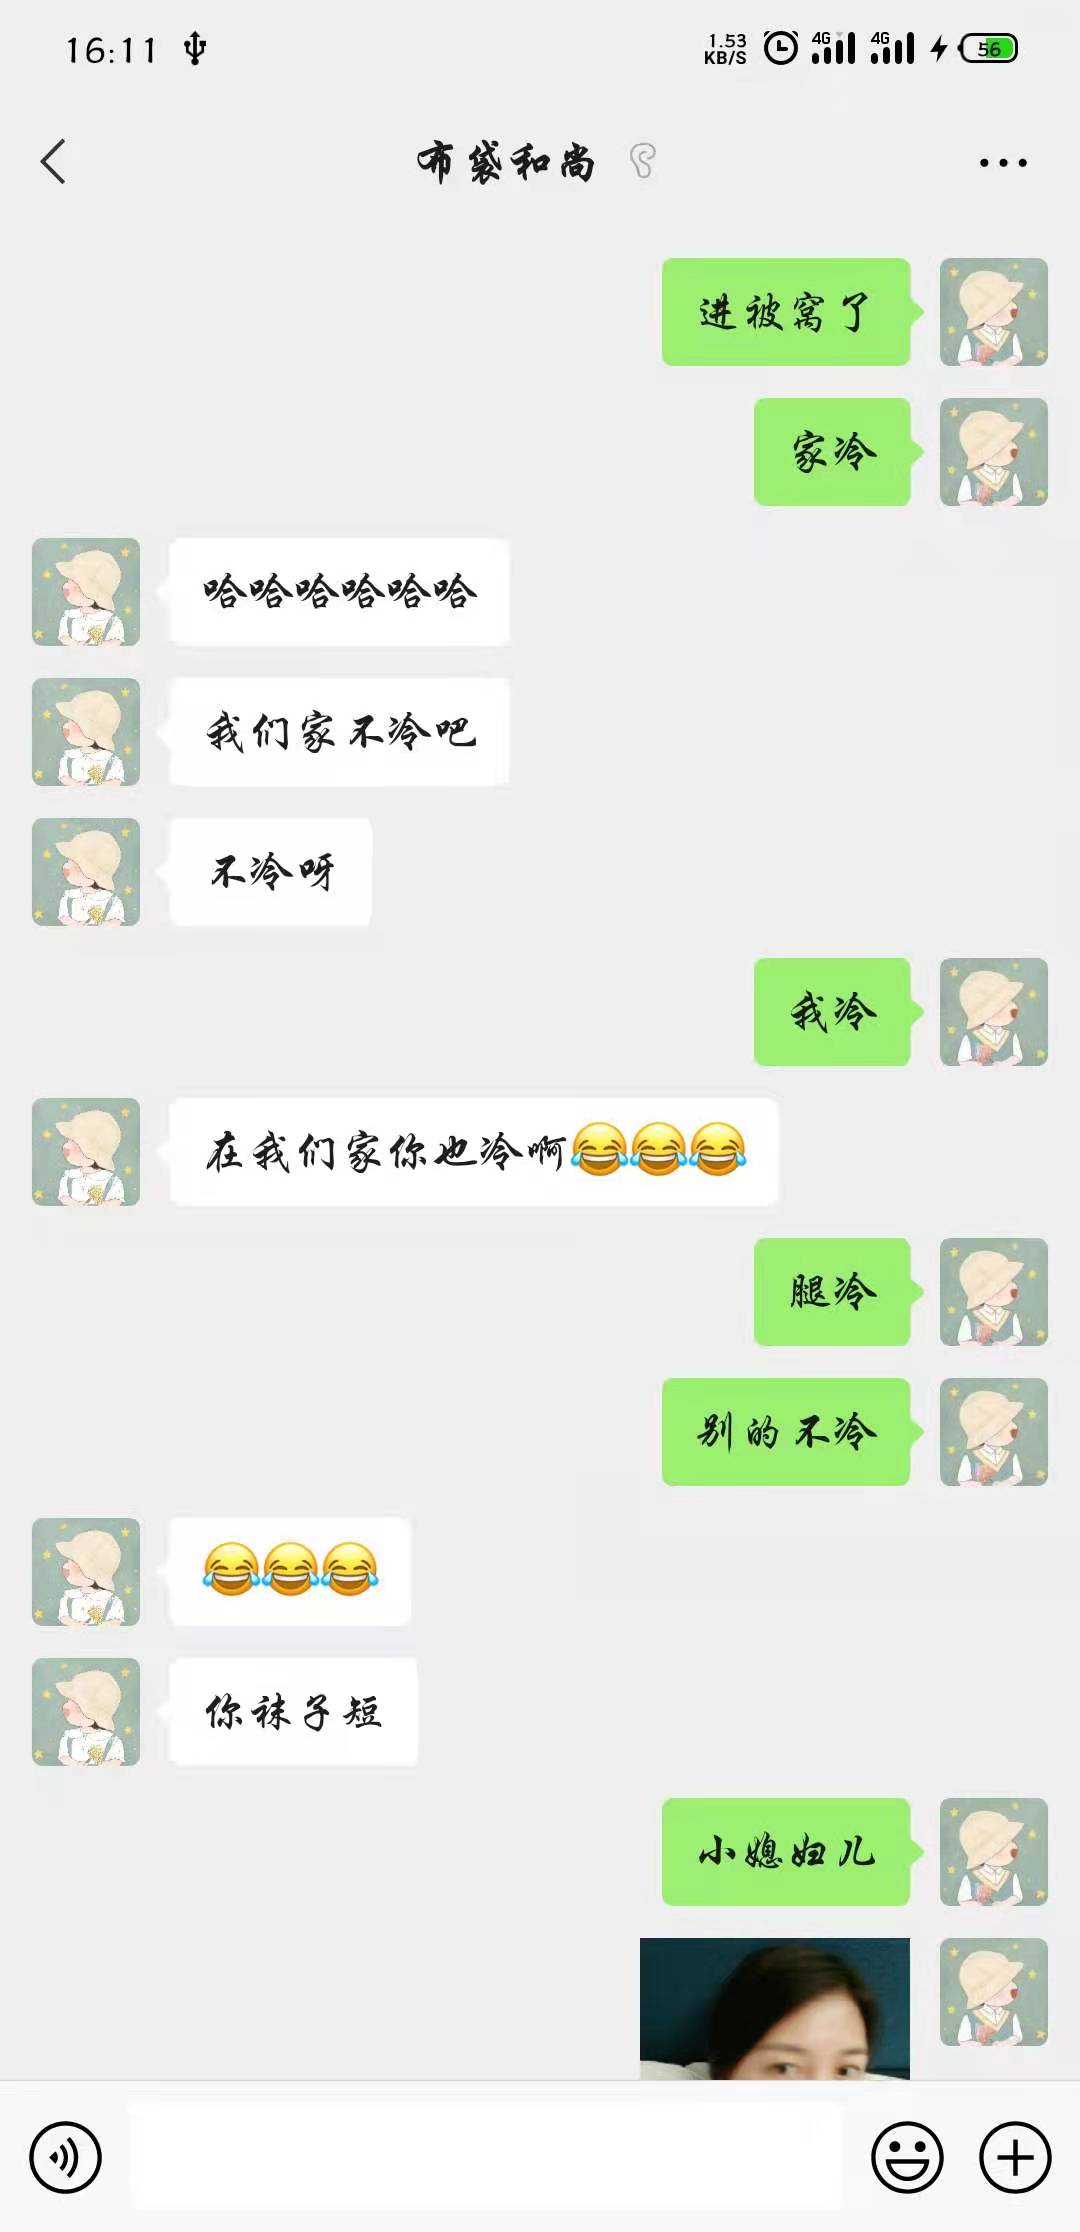 16:11
1.53
KB/S
4G
4G
56
布袋和尚
进被窝了
家冷
哈哈哈哈哈哈
我们家不冷吧
不冷呀
我冷
在我们家你也冷啊😂😂😂
腿冷
别的不冷
😂😂😂
你袜子短
小媳妇儿